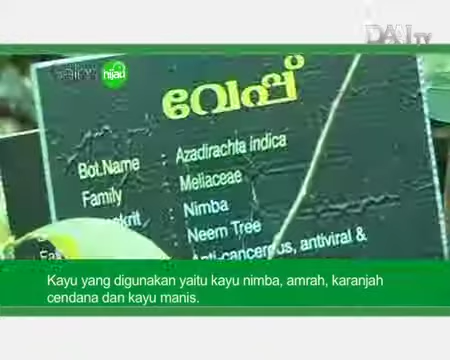 DAAI TV
hijau
വേപ്പ്
Bot.Name : Azadirachta indica
Family : Meliaceae
: Nimba
: Neem Tree
Anti-cancerous, antiviral &
Kayu yang digunakan yaitu kayu nimba, amrah, karanjah
cendana dan kayu manis.